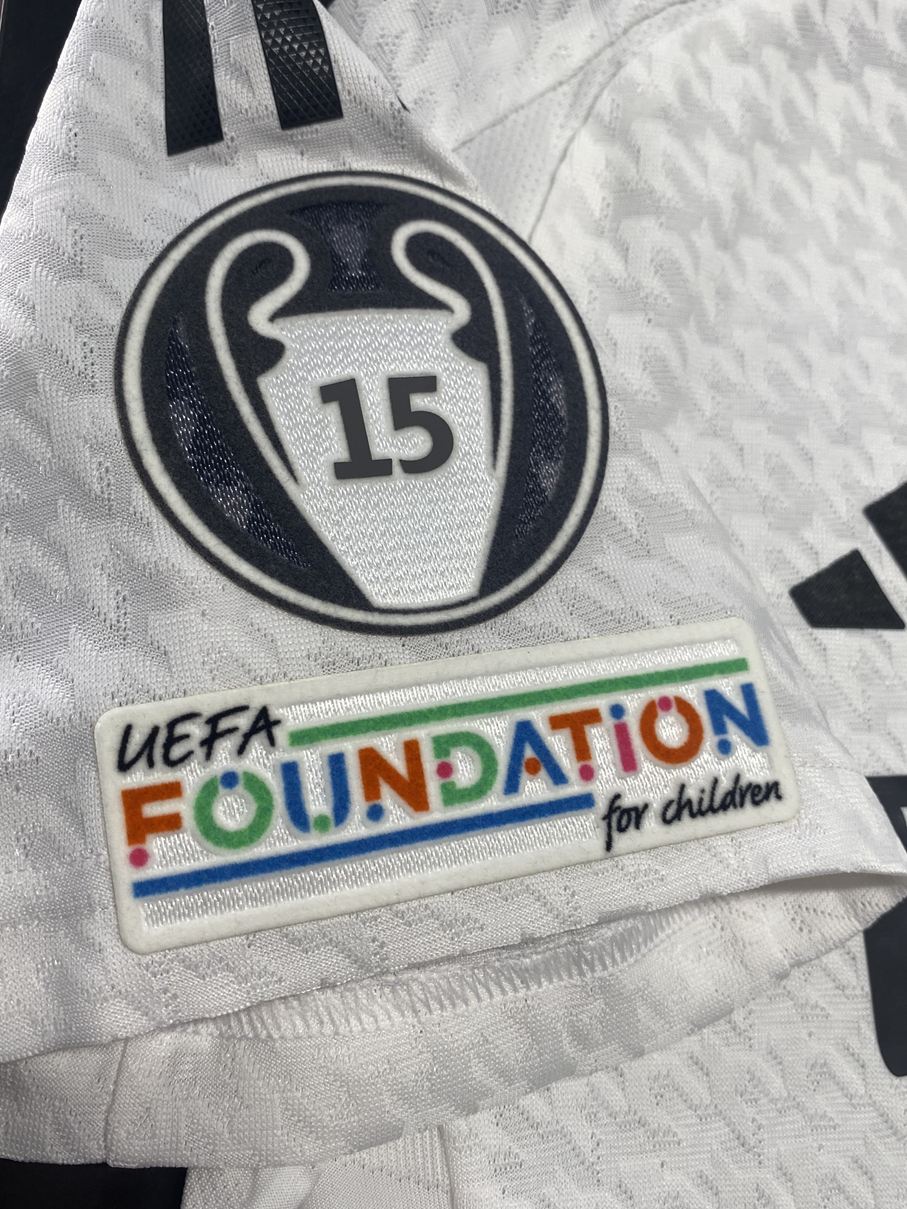 15
UEFA
FOUNDATION
for children